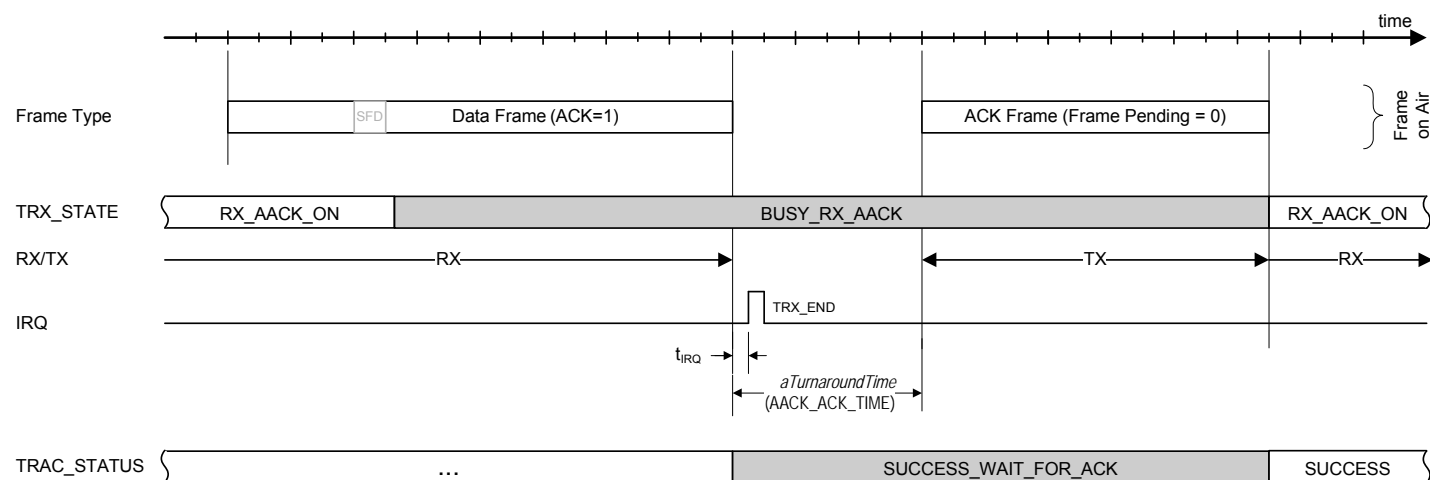 time
Frame Type
SFD
Data Frame (ACK=1)
ACK Frame (Frame Pending = 0)
Frame
on Air
TRX_STATE
RX_AACK_ON
BUSY_RX_AACK
RX_AACK_ON
RX/TX
RX
TX
RX
IRQ
TRX_END
tIRQ
aTurnaroundTime
(AACK_ACK_TIME)
TRAC_STATUS
...
SUCCESS_WAIT_FOR_ACK
SUCCESS